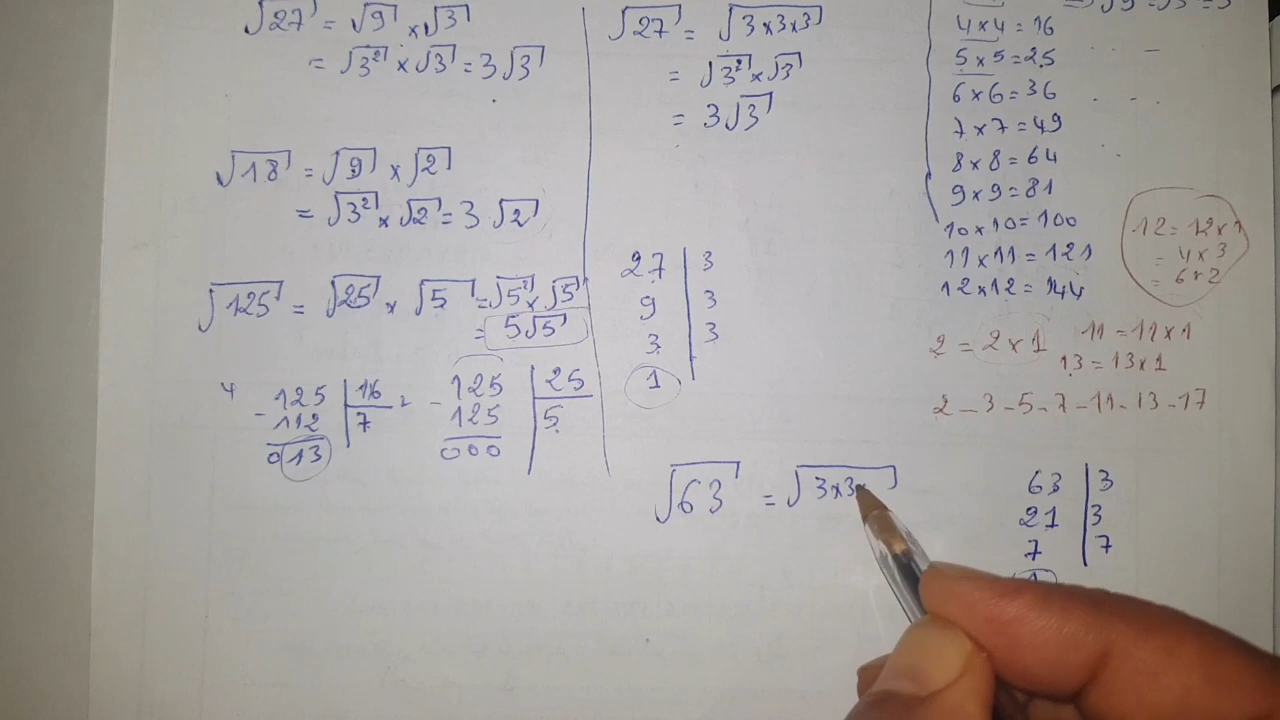 √27 = √9 × √3
= √3² × √3 = 3√3
√18 = √9 × √2
= √3² × √2 = 3 √2
√125 = √25 × √5 = √5² × √5
= 5√5
4
-125 | 16
-112 | 7
013
-125 | 25
125 | 5
000
√27 = √3×3×3
= √3² × √3
= 3√3
27 | 3
9 | 3
3 | 3
1
√63 = √3×3×
4×4=16
5×5=25
6×6=36
7×7=49
8×8=64
9×9=81
10×10=100
11×11=121
12×12=144
12=12×1
= 4×3
= 6×2
2 = 2×1 11=11×1
13=13×1
2-3-5-7-11-13-17
63 | 3
21 | 3
7 | 7